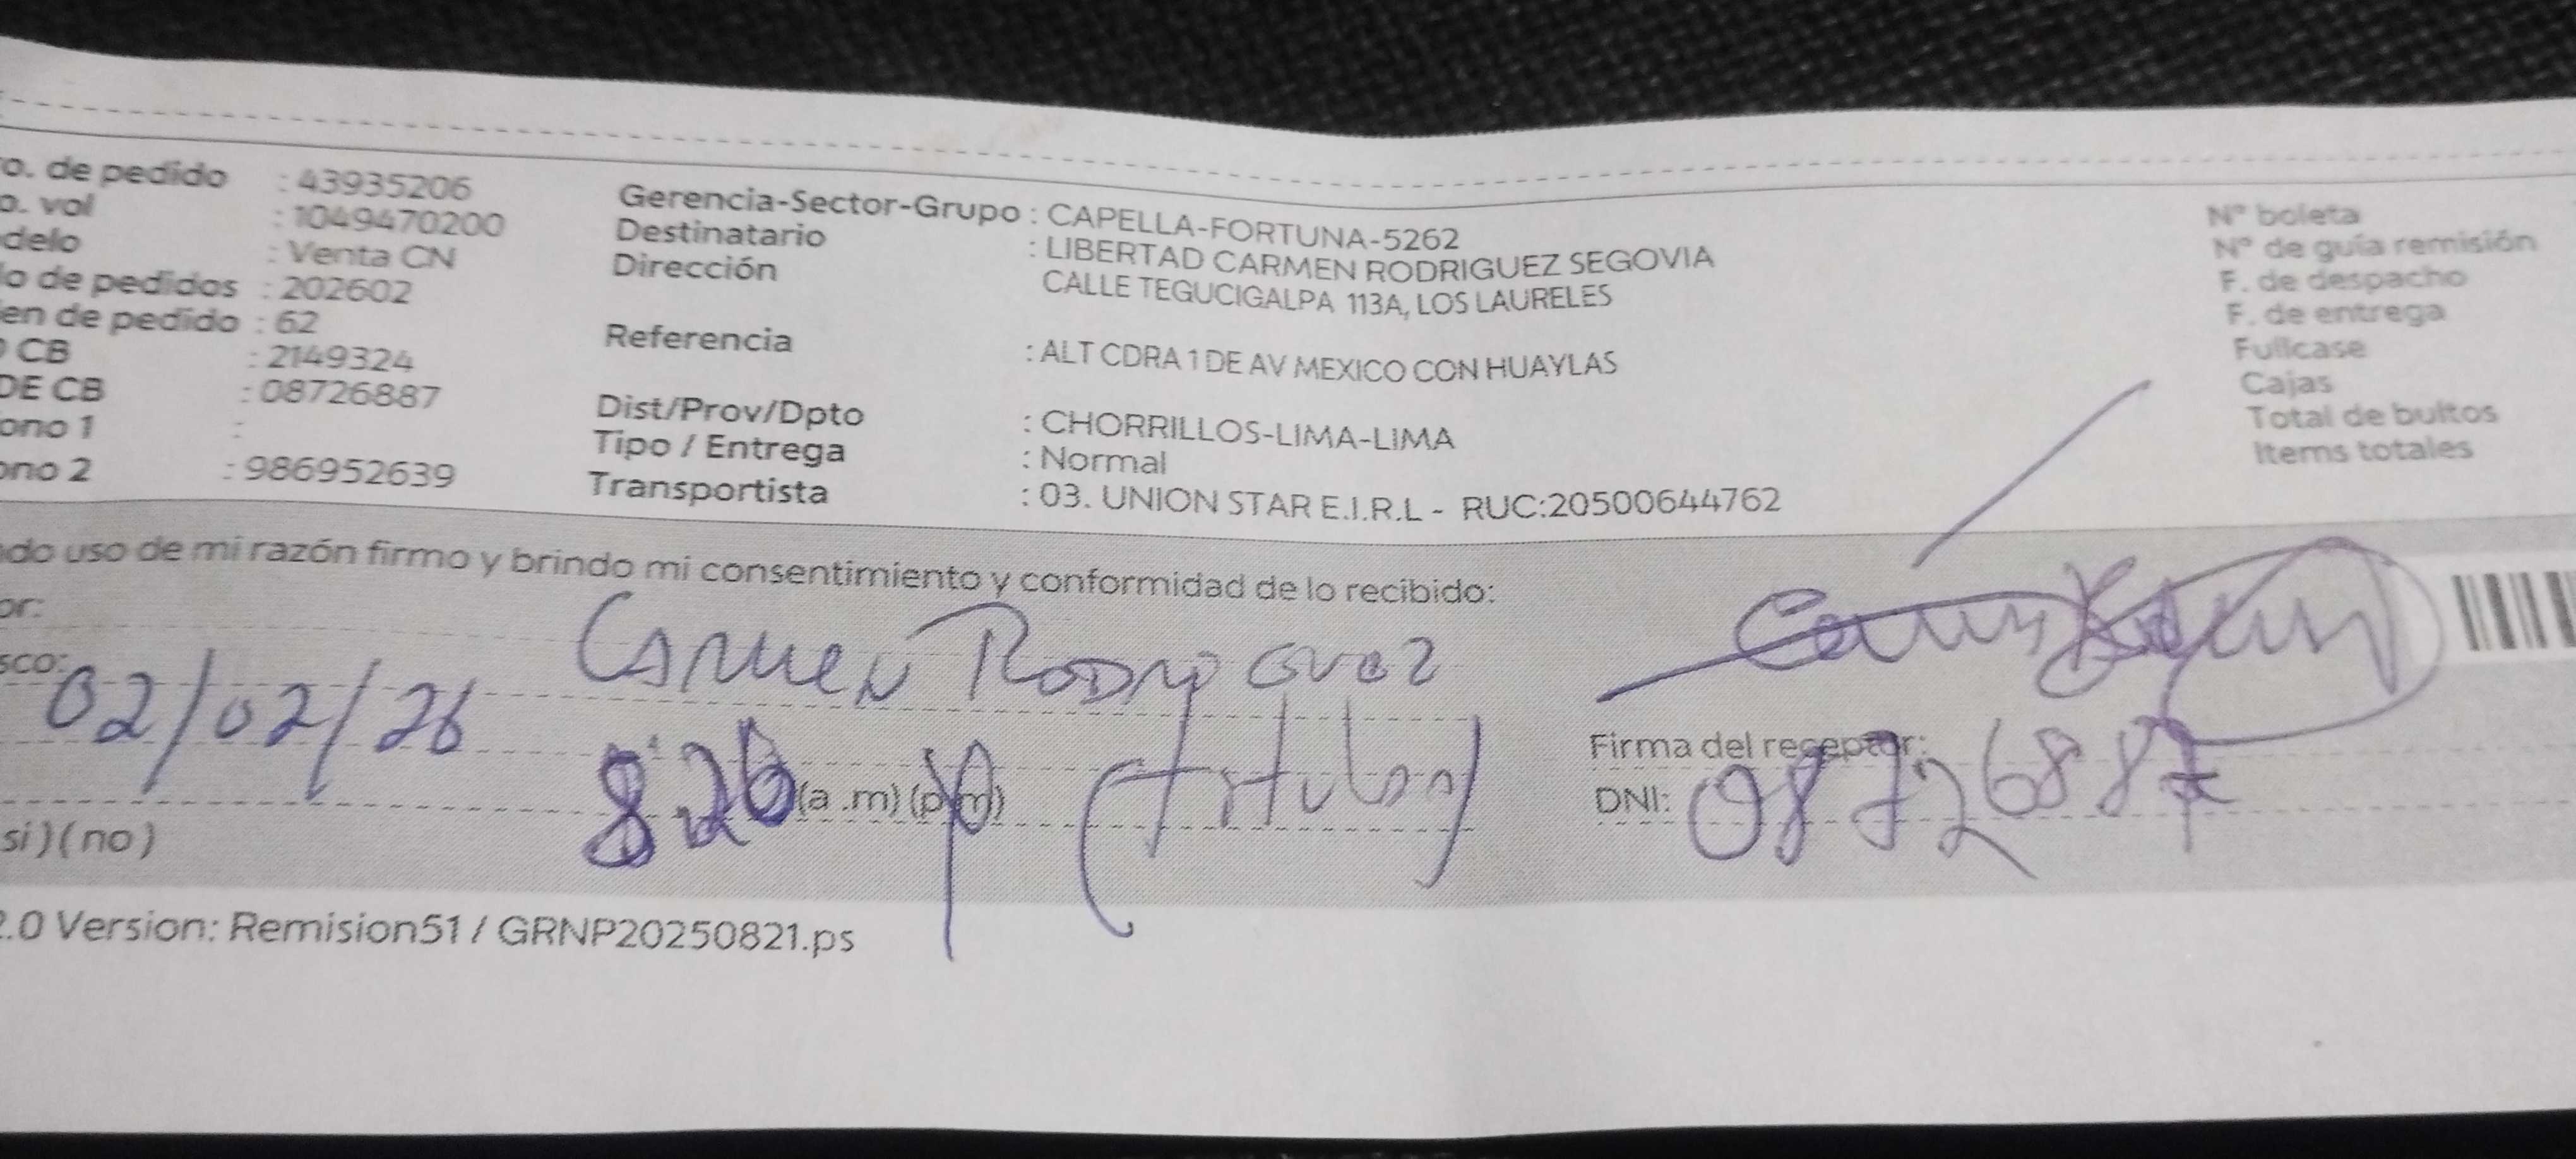 o. de pedido : 43935206
o. vol : 1049470200
delo : Venta CN
o de pedidos : 202602
en de pedido : 62
CB : 2149324
DE CB : 08726887
ono 1 :
ono 2 : 986952639
Gerencia-Sector-Grupo : CAPELLA-FORTUNA-5262
Destinatario : LIBERTAD CARMEN RODRIGUEZ SEGOVIA
Dirección CALLE TEGUCIGALPA 113A, LOS LAURELES
Referencia : ALT CDRA 1 DE AV MEXICO CON HUAYLAS
Dist/Prov/Dpto : CHORRILLOS-LIMA-LIMA
Tipo / Entrega : Normal
Transportista : 03. UNION STAR E.I.R.L - RUC:20500644762
N° boleta
N° de guía remisión
F. de despacho
F. de entrega
Fullcase
Cajas
Total de bultos
Items totales
do uso de mi razón firmo y brindo mi consentimiento y conformidad de lo recibido:
or: Carmen Rodriguez
sco: (titular)
02/02/26 826 (a .m) (p.m)
si ) ( no )
Firma del receptor:
DNI: 08726887
2.0 Version: Remision51 / GRNP20250821.ps